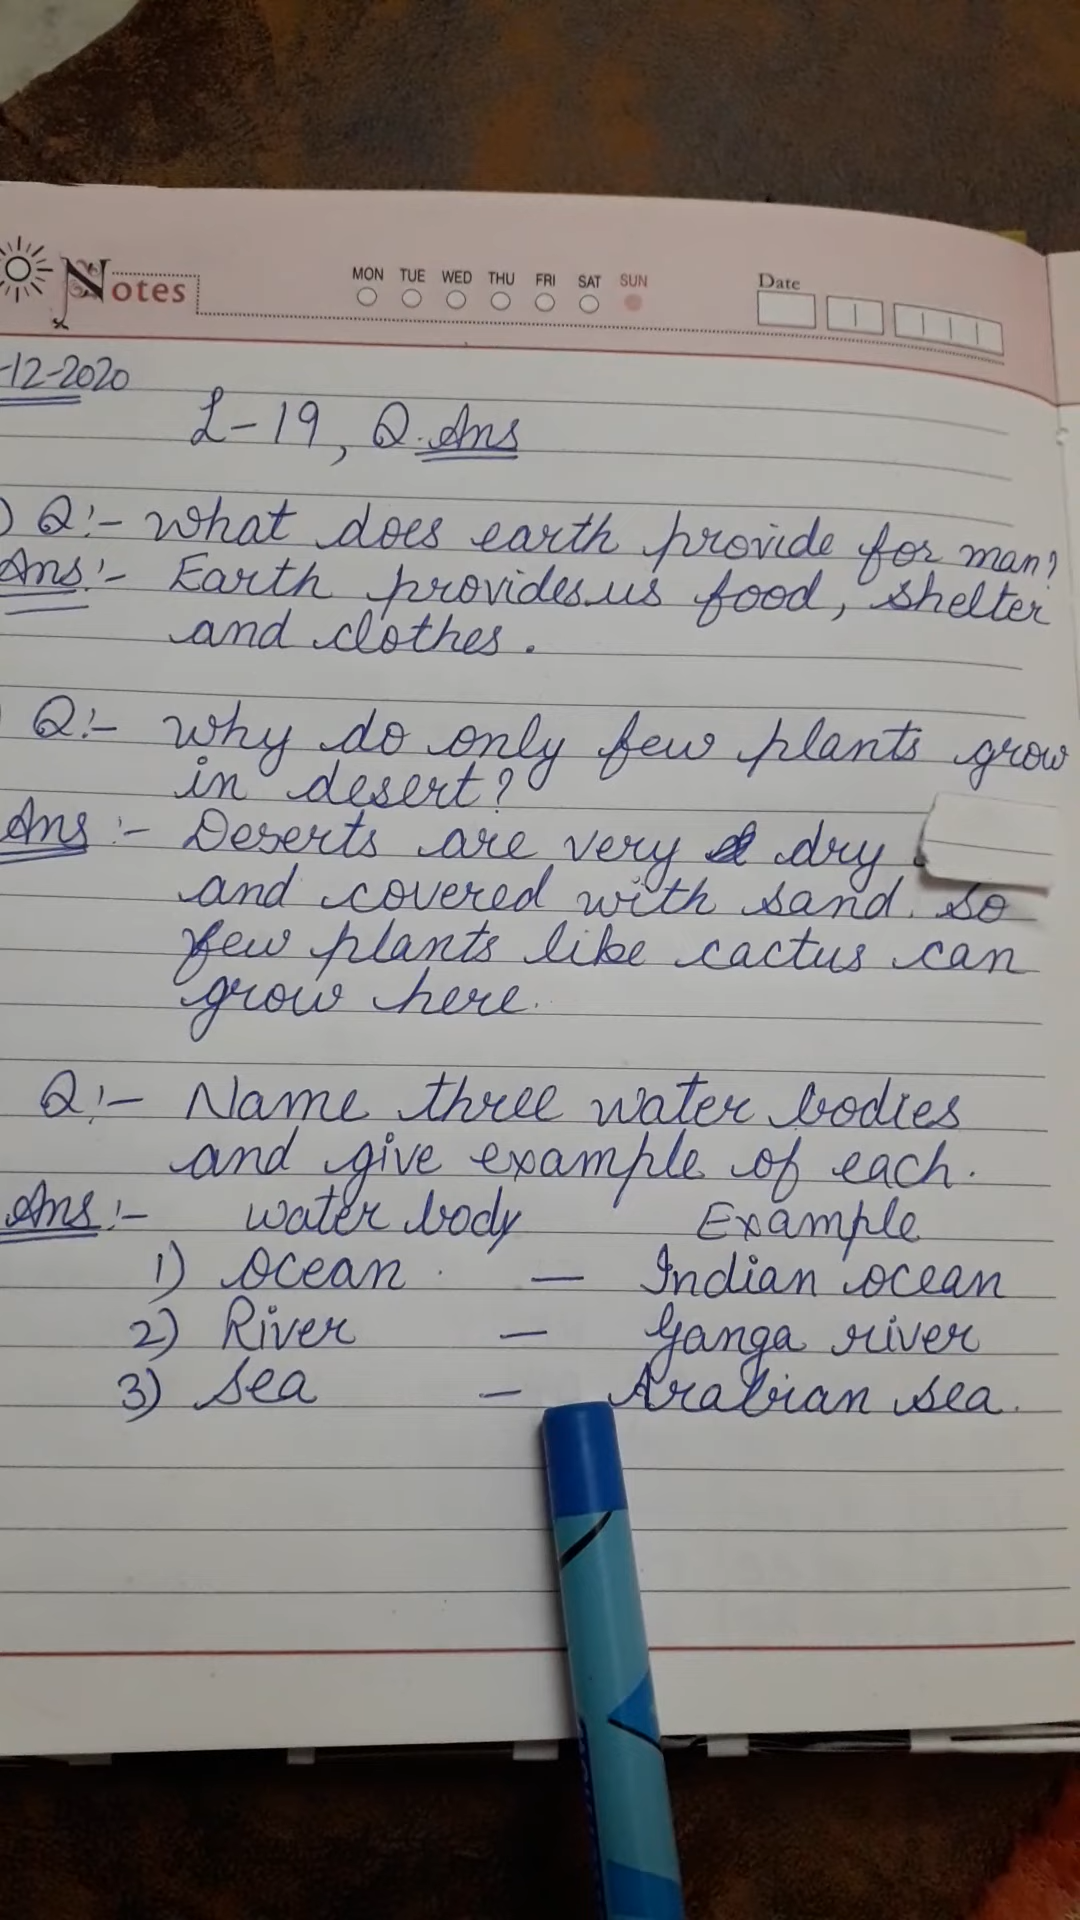 Notes
MON TUE WED THU FRI SAT SUN
Date
-12-2020
L-19, Q.Ans
) Q:- What does earth provide for man?
Ans:- Earth provides us food, shelter
and clothes.
Q:- Why do only few plants grow
in desert?
Ans:- Deserts are very dry
and covered with sand. So
few plants like cactus can
grow here.
Q:- Name three water bodies
and give example of each.
Ans:- water body Example
1) Ocean - Indian ocean
2) River - Ganga river
3) Sea - Arabian sea.